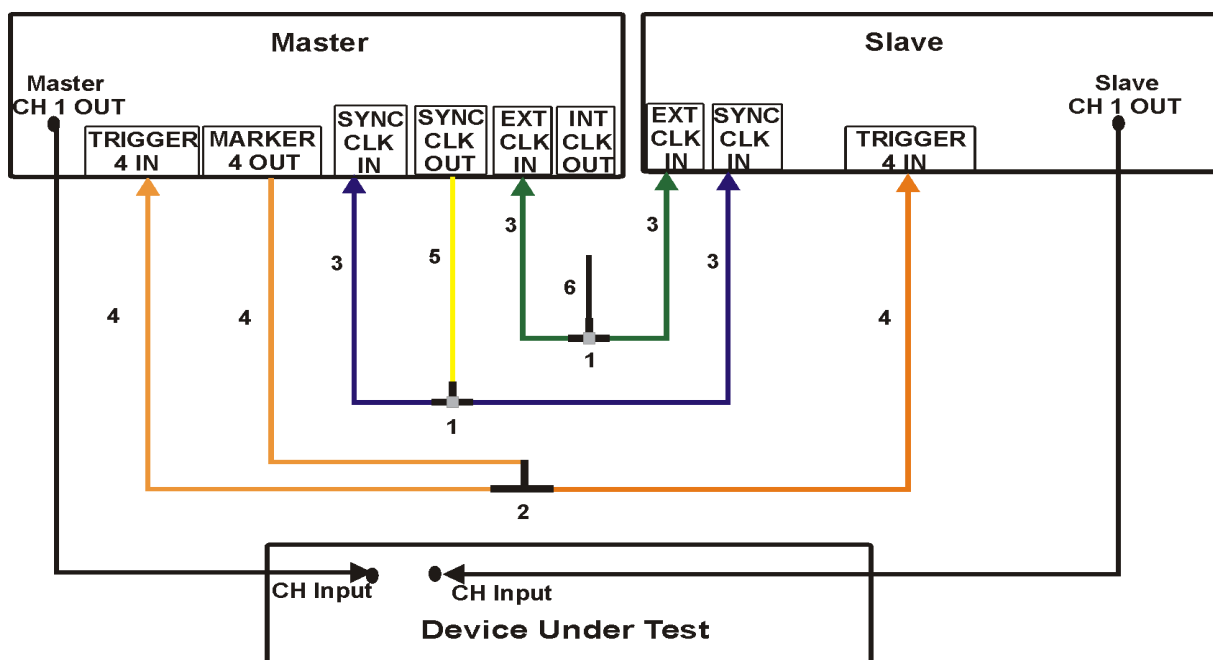 Master
Slave
Master
CH 1 OUT
TRIGGER
4 IN
MARKER
4 OUT
SYNC
CLK
IN
SYNC
CLK
OUT
EXT
CLK
IN
INT
CLK
OUT
EXT
CLK
IN
SYNC
CLK
IN
TRIGGER
4 IN
Slave
CH 1 OUT
3
3
5
3
3
6
4
4
4
1
1
2
CH Input
CH Input
Device Under Test